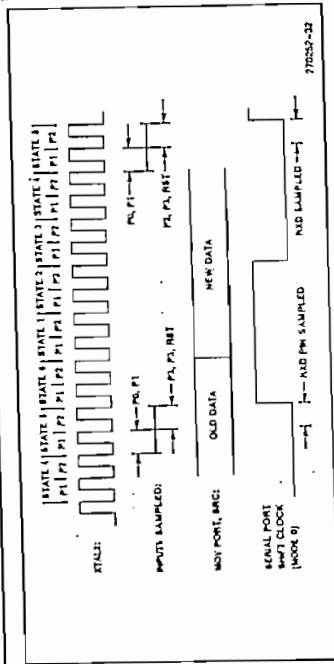 STATE 4 | STATE 5 | STATE 6 | STATE 1 | STATE 2 | STATE 3 | STATE 4 | STATE 5
P1 | P2 | P1 | P2 | P1 | P2 | P1 | P2 | P1 | P2 | P1 | P2 | P1 | P2 | P1 | P2
XTAL2:
INPUTS SAMPLED:
P0, P1
P2, P3, RST
P0, P1
P2, P3, RST
MOV PORT, SRC:
OLD DATA
NEW DATA
SERIAL PORT
SHIFT CLOCK
(MODE 0)
RXD PIN SAMPLED
RXD SAMPLED
270252-32